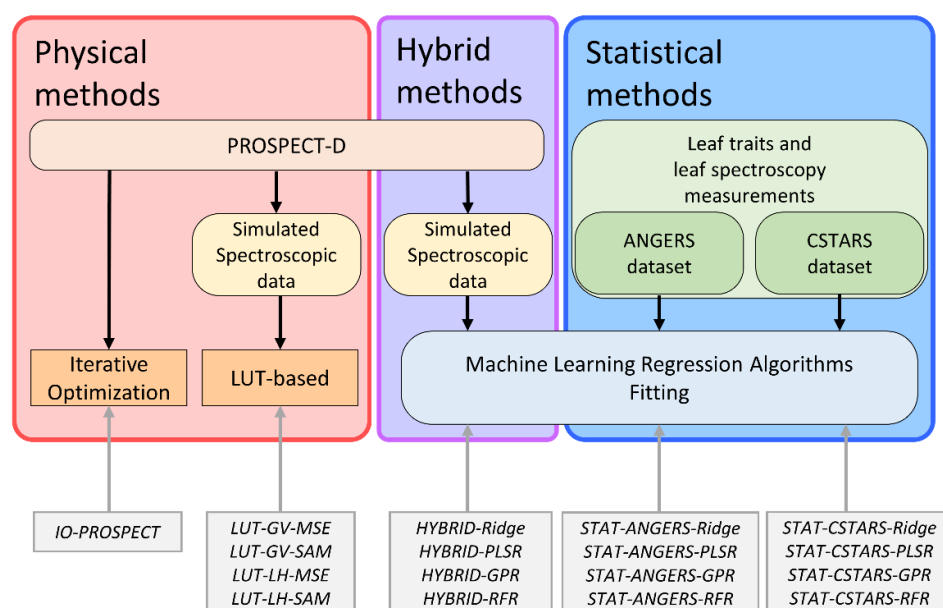 Physical
methods
Hybrid
methods
Statistical
methods
PROSPECT-D
Leaf traits and
leaf spectroscopy
measurements
Simulated
Spectroscopic
data
Simulated
Spectroscopic
data
ANGERS
dataset
CSTARS
dataset
Iterative
Optimization
LUT-based
Machine Learning Regression Algorithms
Fitting
IO-PROSPECT
LUT-GV-MSE
LUT-GV-SAM
LUT-LH-MSE
LUT-LH-SAM
HYBRID-Ridge
HYBRID-PLSR
HYBRID-GPR
HYBRID-RFR
STAT-ANGERS-Ridge
STAT-ANGERS-PLSR
STAT-ANGERS-GPR
STAT-ANGERS-RFR
STAT-CSTARS-Ridge
STAT-CSTARS-PLSR
STAT-CSTARS-GPR
STAT-CSTARS-RFR